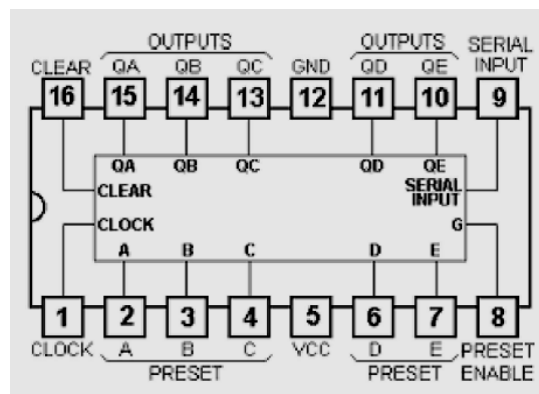 OUTPUTS OUTPUTS SERIAL
CLEAR QA QB QC GND QD QE INPUT
16 15 14 13 12 11 10 9
QA QB QC QD QE
CLEAR SERIAL
INPUT
CLOCK G
A B C D E
1 2 3 4 5 6 7 8
CLOCK A B C VCC D E PRESET
PRESET PRESET ENABLE